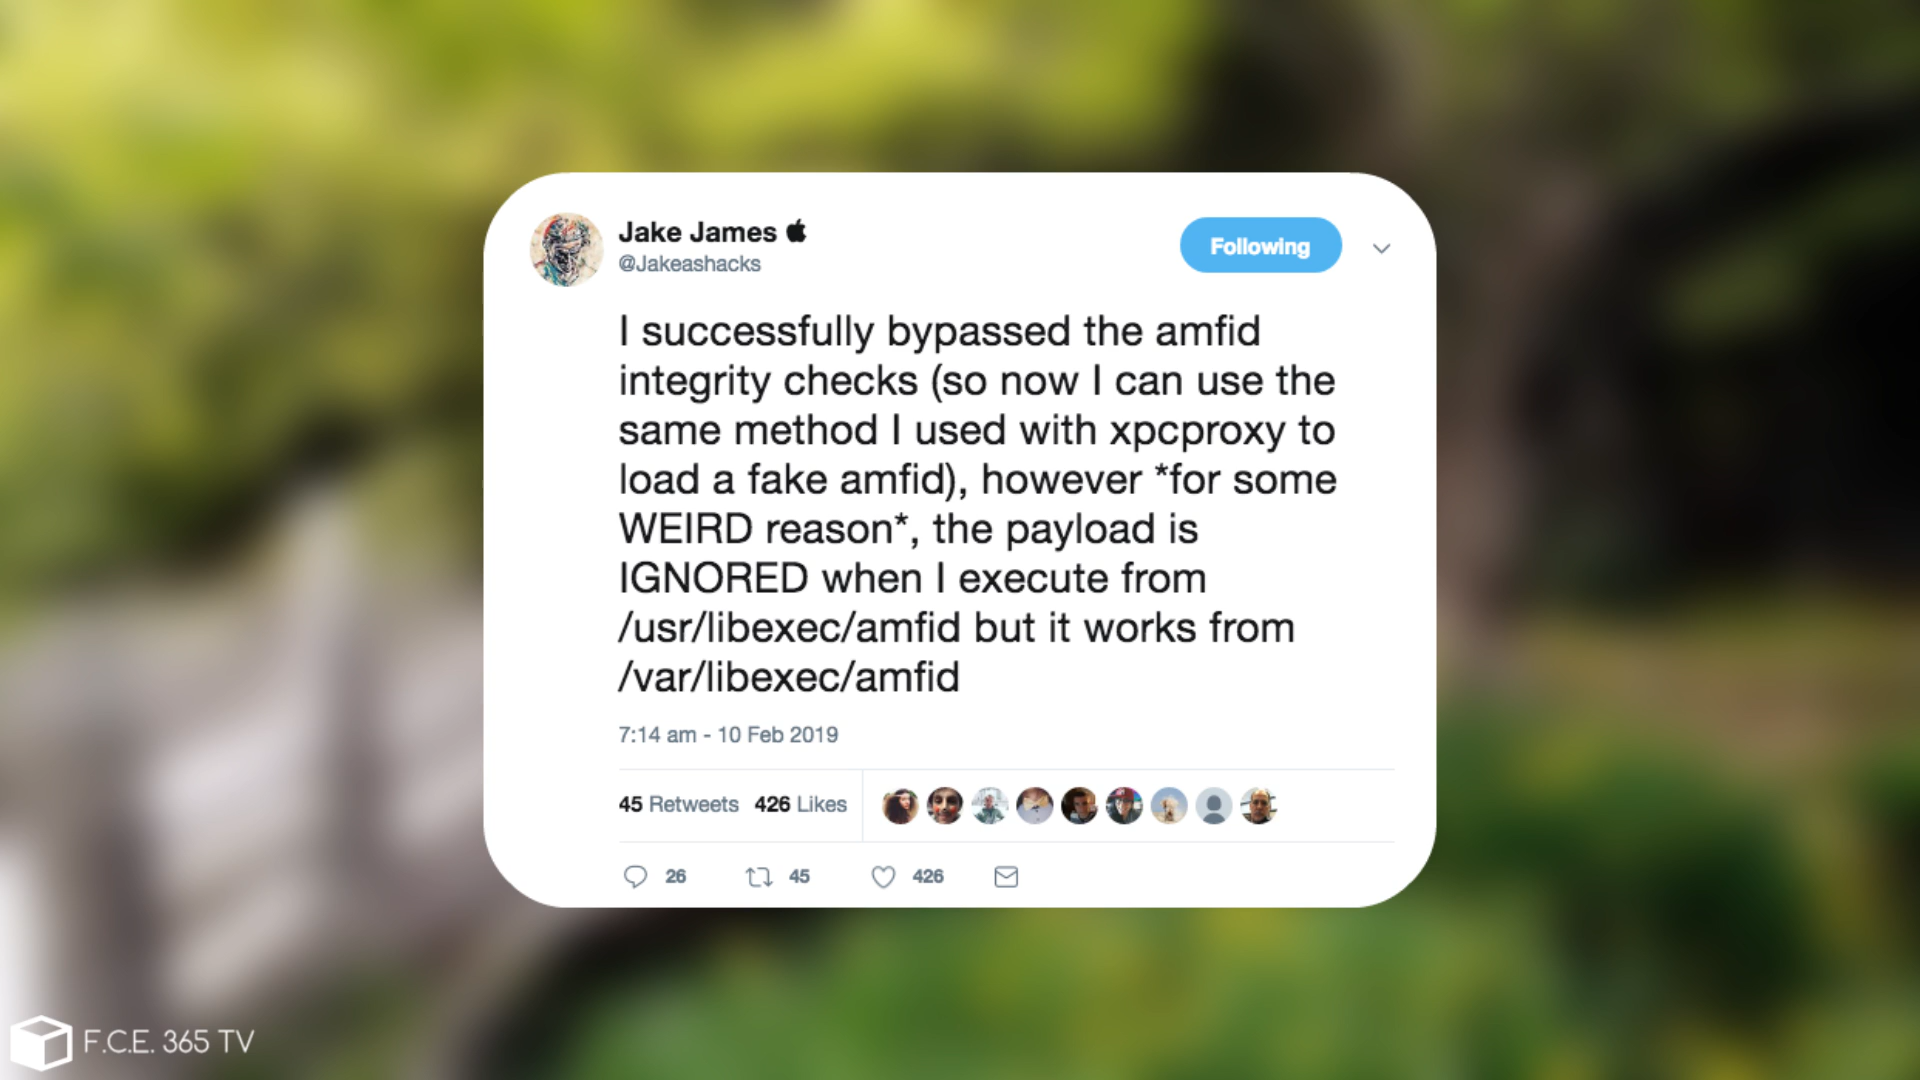 Jake James
@Jakeashacks
Following
I successfully bypassed the amfid
integrity checks (so now I can use the
same method I used with xpcproxy to
load a fake amfid), however *for some
WEIRD reason*, the payload is
IGNORED when I execute from
/usr/libexec/amfid but it works from
/var/libexec/amfid
7:14 am - 10 Feb 2019
45 Retweets 426 Likes
26 45 426
F.C.E. 365 TV